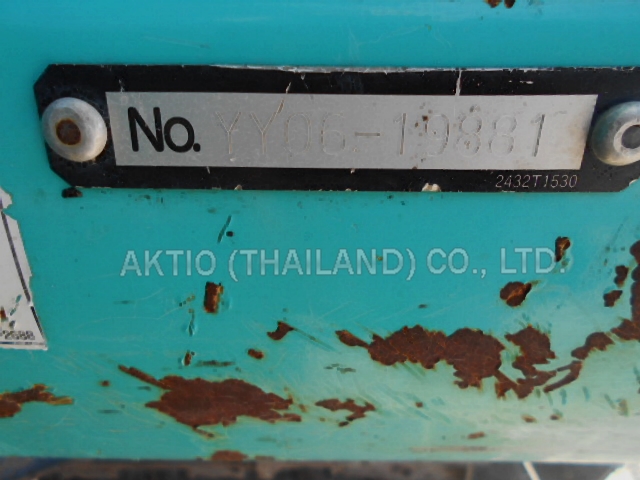 No. YY06-19881
2432T1530
AKTIO (THAILAND) CO., LTD.